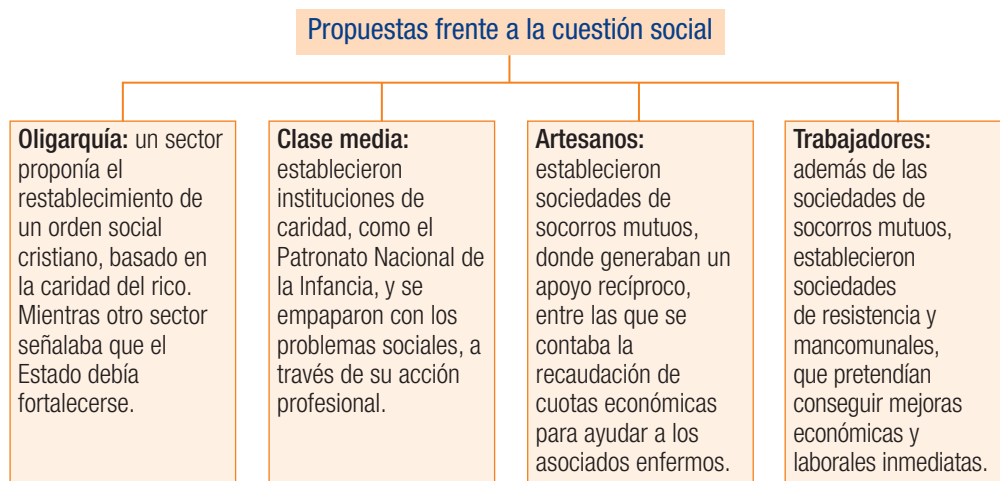 Propuestas frente a la cuestión social
Oligarquía: un sector
proponía el
restablecimiento de
un orden social
cristiano, basado en
la caridad del rico.
Mientras otro sector
señalaba que el
Estado debía
fortalecerse.
Clase media:
establecieron
instituciones de
caridad, como el
Patronato Nacional de
la Infancia, y se
empaparon con los
problemas sociales, a
través de su acción
profesional.
Artesanos:
establecieron
sociedades de
socorro mutuos,
donde generaban un
apoyo recíproco,
entre las que se
contaba la
recaudación de
cuotas económicas
para ayudar a los
asociados enfermos.
Trabajadores:
además de las
sociedades de
socorros mutuos,
establecieron
sociedades
de resistencia y
mancomunales,
que pretendían
conseguir mejoras
económicas y
laborales inmediatas.